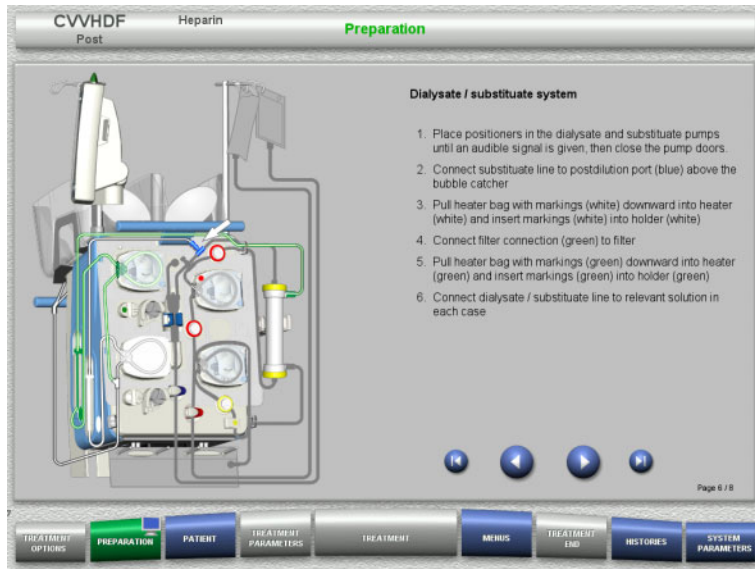 CVVHDF
Heparin
Post
Preparation
Dialysate / substituate system
1. Place positioners in the dialysate and substituate pumps
until an audible signal is given, then close the pump doors.
2. Connect substituate line to postdilution port (blue) above the
bubble catcher
3. Pull heater bag with markings (white) downward into heater
(white) and insert markings (white) into holder (white)
4. Connect filter connection (green) to filter
5. Pull heater bag with markings (green) downward into heater
(green) and insert markings (green) into holder (green)
6. Connect dialysate / substituate line to relevant solution in
each case
Page 6 / 8
TREATMENT
OPTIONS
PREPARATION
PATIENT
TREATMENT
PARAMETERS
TREATMENT
MENUS
TREATMENT
END
HISTORIES
SYSTEM
PARAMETERS